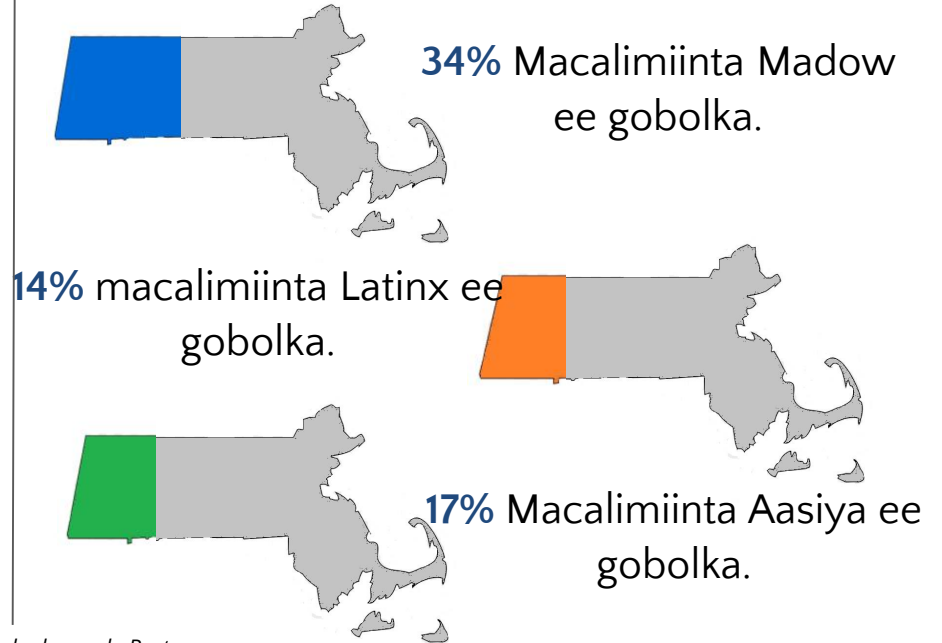 34% Macalimiinta Madow
ee gobolka.
14% macalimiinta Latinx ee
gobolka.
17% Macalimiinta Aasiya ee
gobolka.